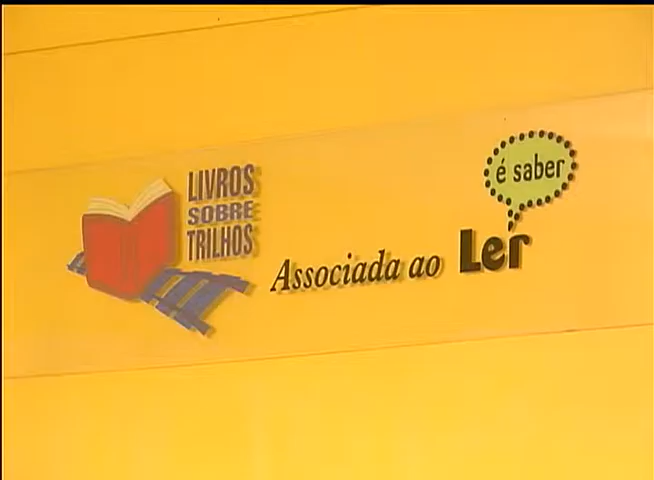 LIVROS
SOBRE
TRILHOS
Associada ao Ler
é saber